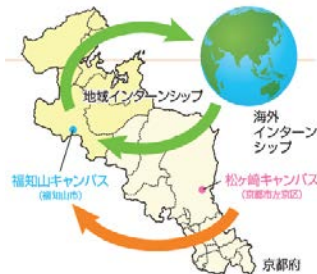 地域インターンシップ
海外
インターン
シップ
福知山キャンパス
(福知山市)
松ヶ崎キャンパス
(京都市左京区)
京都府